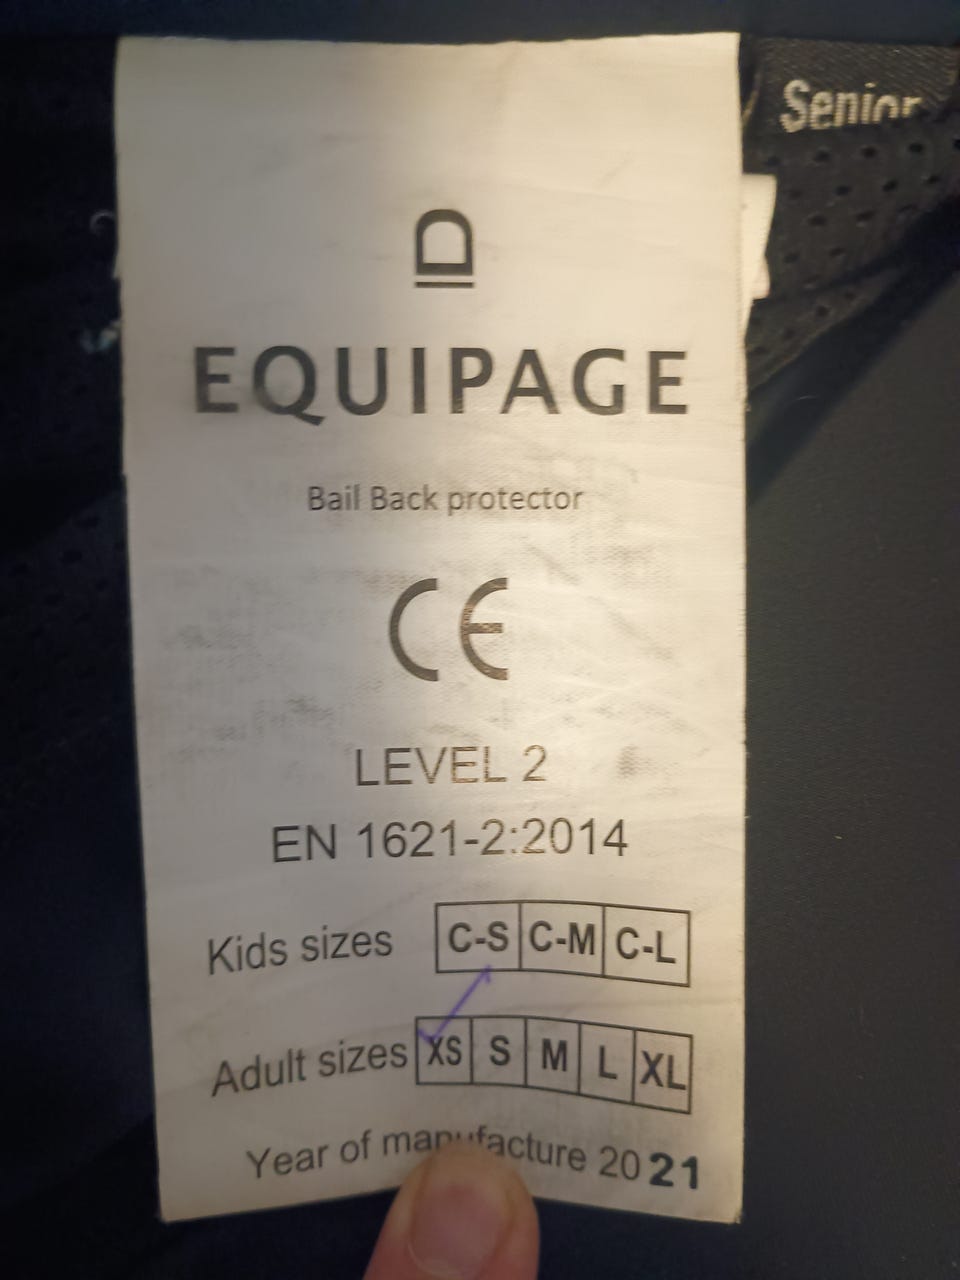 Senior
EQUIPAGE
Bail Back protector
CE
LEVEL 2
EN 1621-2:2014
Kids sizes C-S C-M C-L
Adult sizes XS S M L XL
Year of manufacture 2021